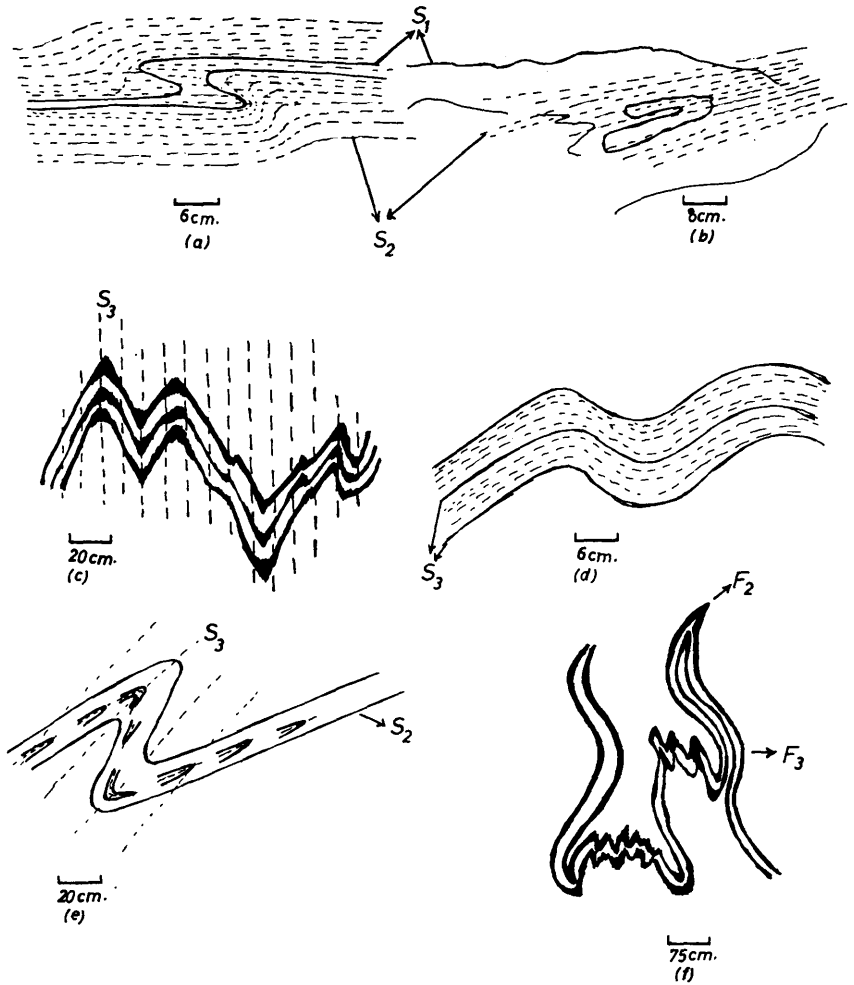 S₁
6cm.
(a)
8cm.
(b)
S₂
S₃
20cm.
(c)
6cm.
(d)
S₃
S₃
S₂
20cm.
(e)
F₂
F₃
75cm.
(f)